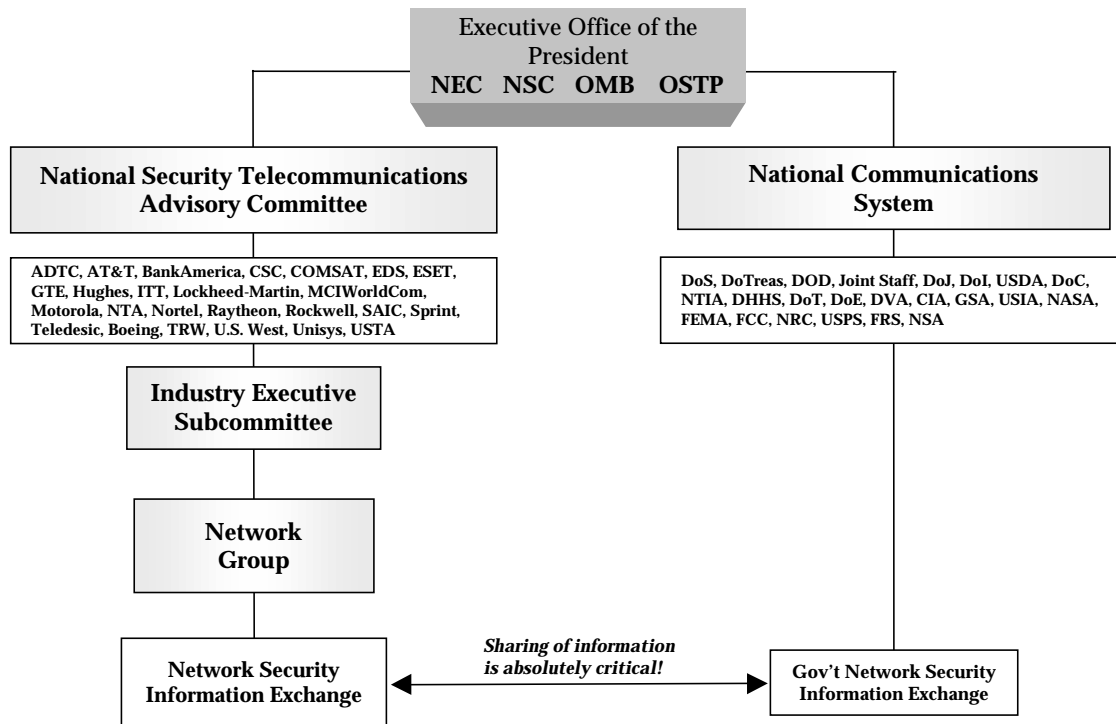 Executive Office of the
President
NEC NSC OMB OSTP
National Security Telecommunications
Advisory Committee
National Communications
System
ADTC, AT&T, BankAmerica, CSC, COMSAT, EDS, ESET,
GTE, Hughes, ITT, Lockheed-Martin, MCIWorldCom,
Motorola, NTA, Nortel, Raytheon, Rockwell, SAIC, Sprint,
Teledesic, Boeing, TRW, U.S. West, Unisys, USTA
DoS, DoTreas, DOD, Joint Staff, DoJ, DoI, USDA, DoC,
NTIA, DHHS, DoT, DoE, DVA, CIA, GSA, USIA, NASA,
FEMA, FCC, NRC, USPS, FRS, NSA
Industry Executive
Subcommittee
Network
Group
Network Security
Information Exchange
Sharing of information
is absolutely critical!
Gov't Network Security
Information Exchange